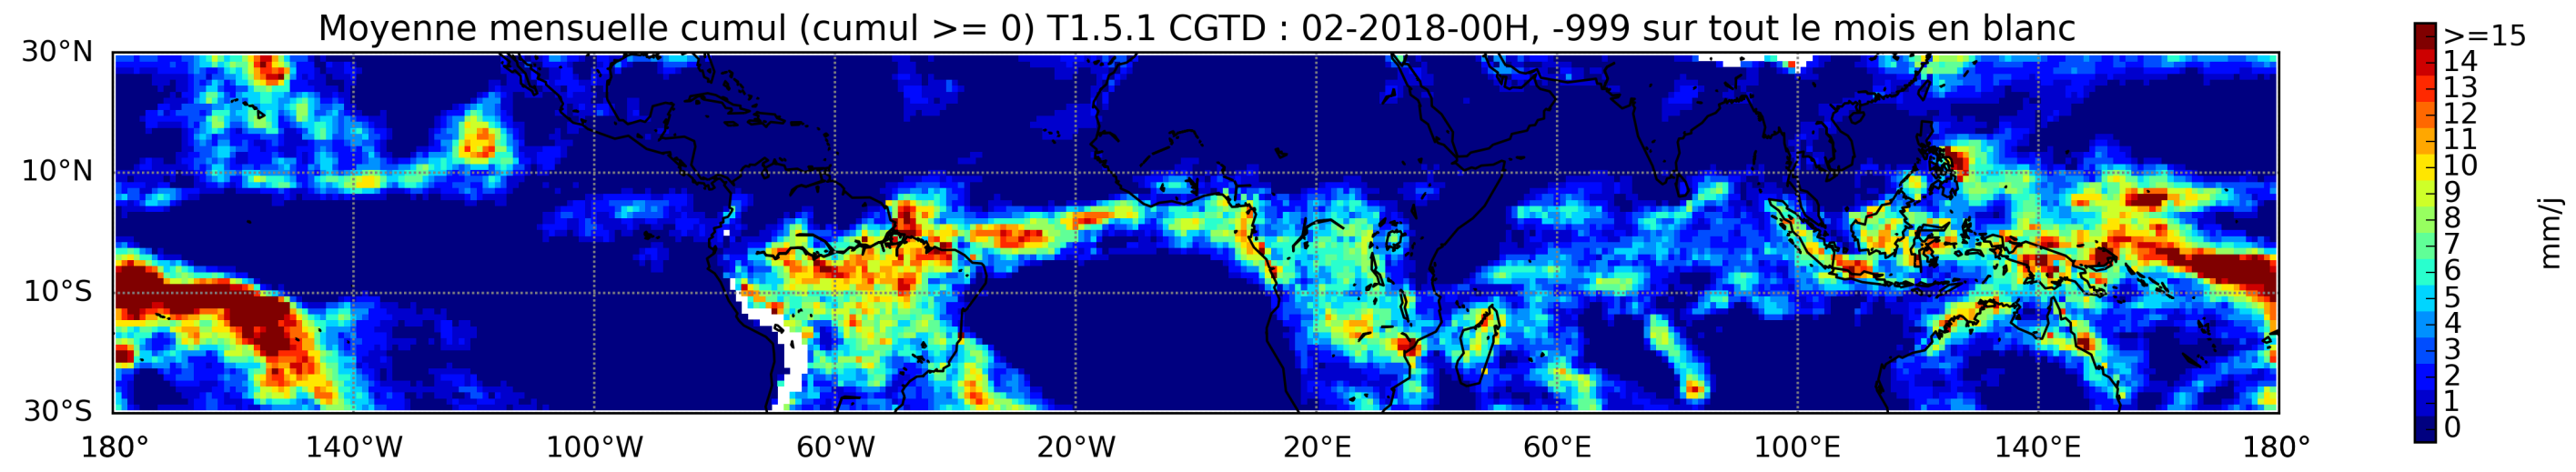 Moyenne mensuelle cumul (cumul >= 0) T1.5.1 CGTD : 02-2018-00H, -999 sur tout le mois en blanc
30°N
10°N
10°S
30°S
180° 140°W 100°W 60°W 20°W 20°E 60°E 100°E 140°E 180°
>=15
14
13
12
11
10
9
8
7
6
5
4
3
2
1
0
mm/j